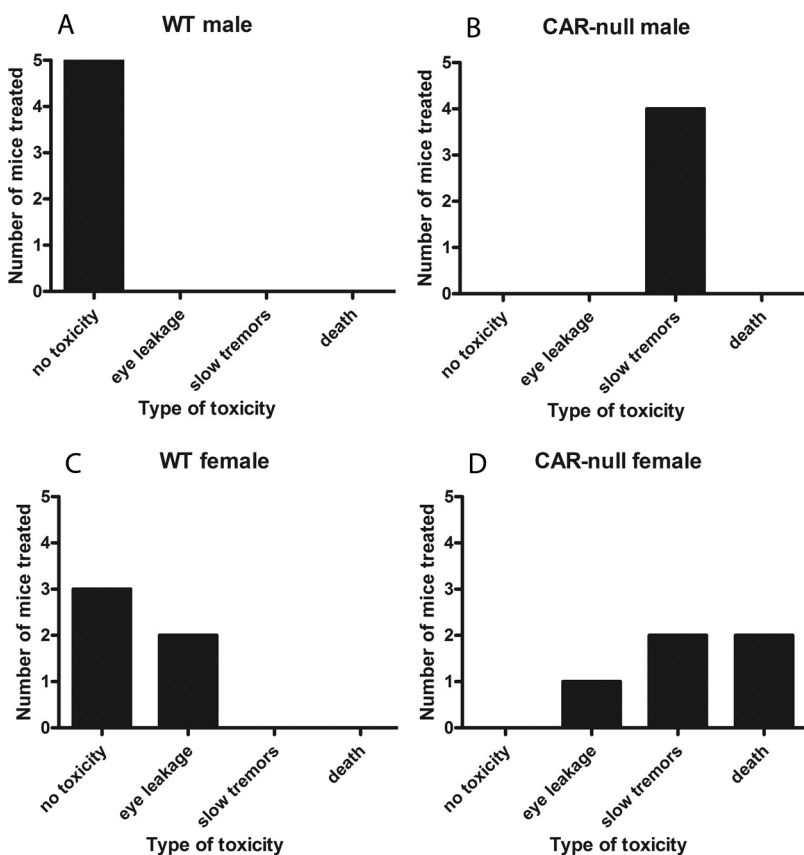 A
WT male
Number of mice treated
5
4
3
2
1
0
no toxicity
eye leakage
slow tremors
death
Type of toxicity
B
CAR-null male
Number of mice treated
5
4
3
2
1
0
no toxicity
eye leakage
slow tremors
death
Type of toxicity
C
WT female
Number of mice treated
5
4
3
2
1
0
no toxicity
eye leakage
slow tremors
death
Type of toxicity
D
CAR-null female
Number of mice treated
5
4
3
2
1
0
no toxicity
eye leakage
slow tremors
death
Type of toxicity